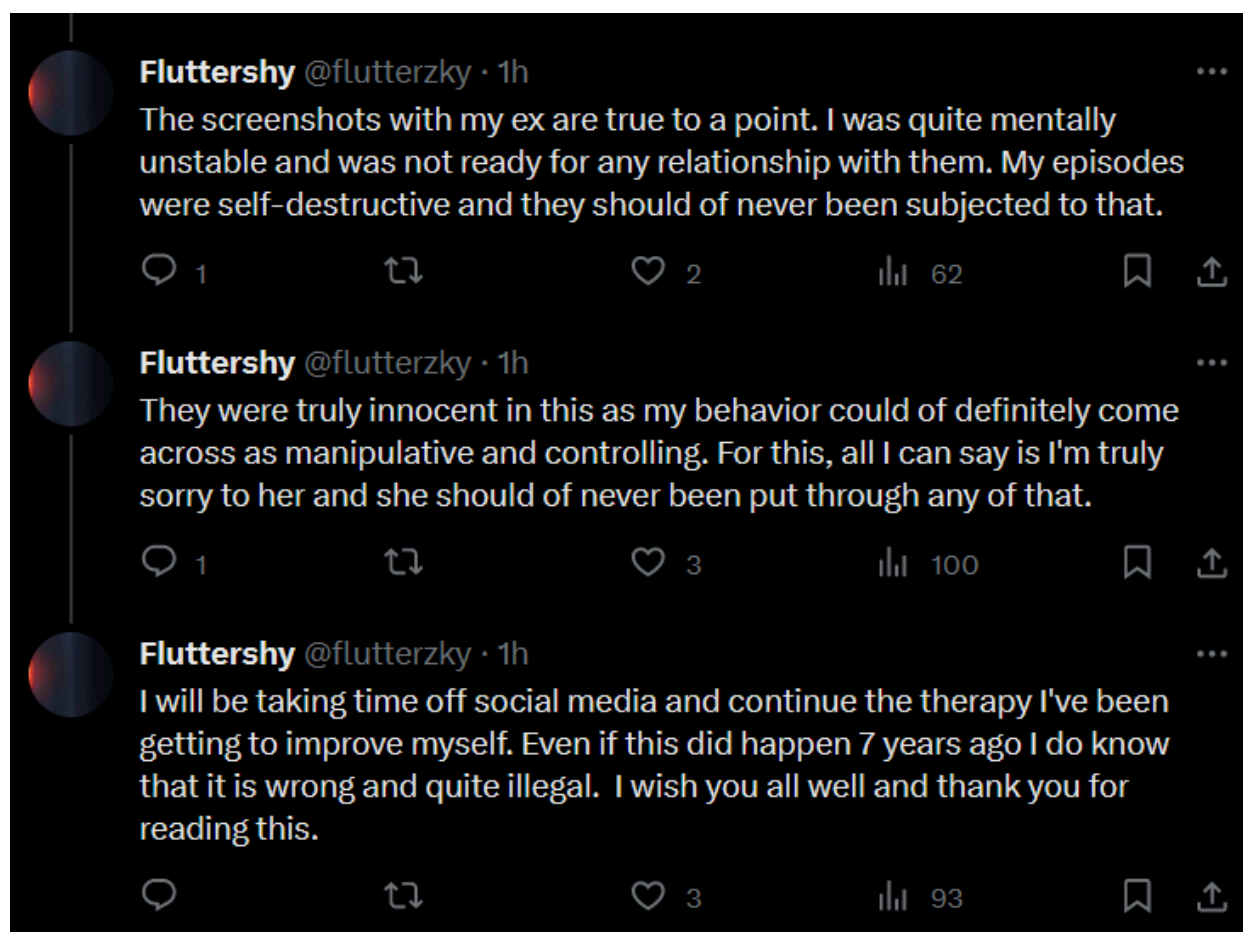 Fluttershy @flutterzky · 1h
The screenshots with my ex are true to a point. I was quite mentally
unstable and was not ready for any relationship with them. My episodes
were self-destructive and they should of never been subjected to that.
1 2 62
Fluttershy @flutterzky · 1h
They were truly innocent in this as my behavior could of definitely come
across as manipulative and controlling. For this, all I can say is I'm truly
sorry to her and she should of never been put through any of that.
1 3 100
Fluttershy @flutterzky · 1h
I will be taking time off social media and continue the therapy I've been
getting to improve myself. Even if this did happen 7 years ago I do know
that it is wrong and quite illegal.  I wish you all well and thank you for
reading this.
3 93